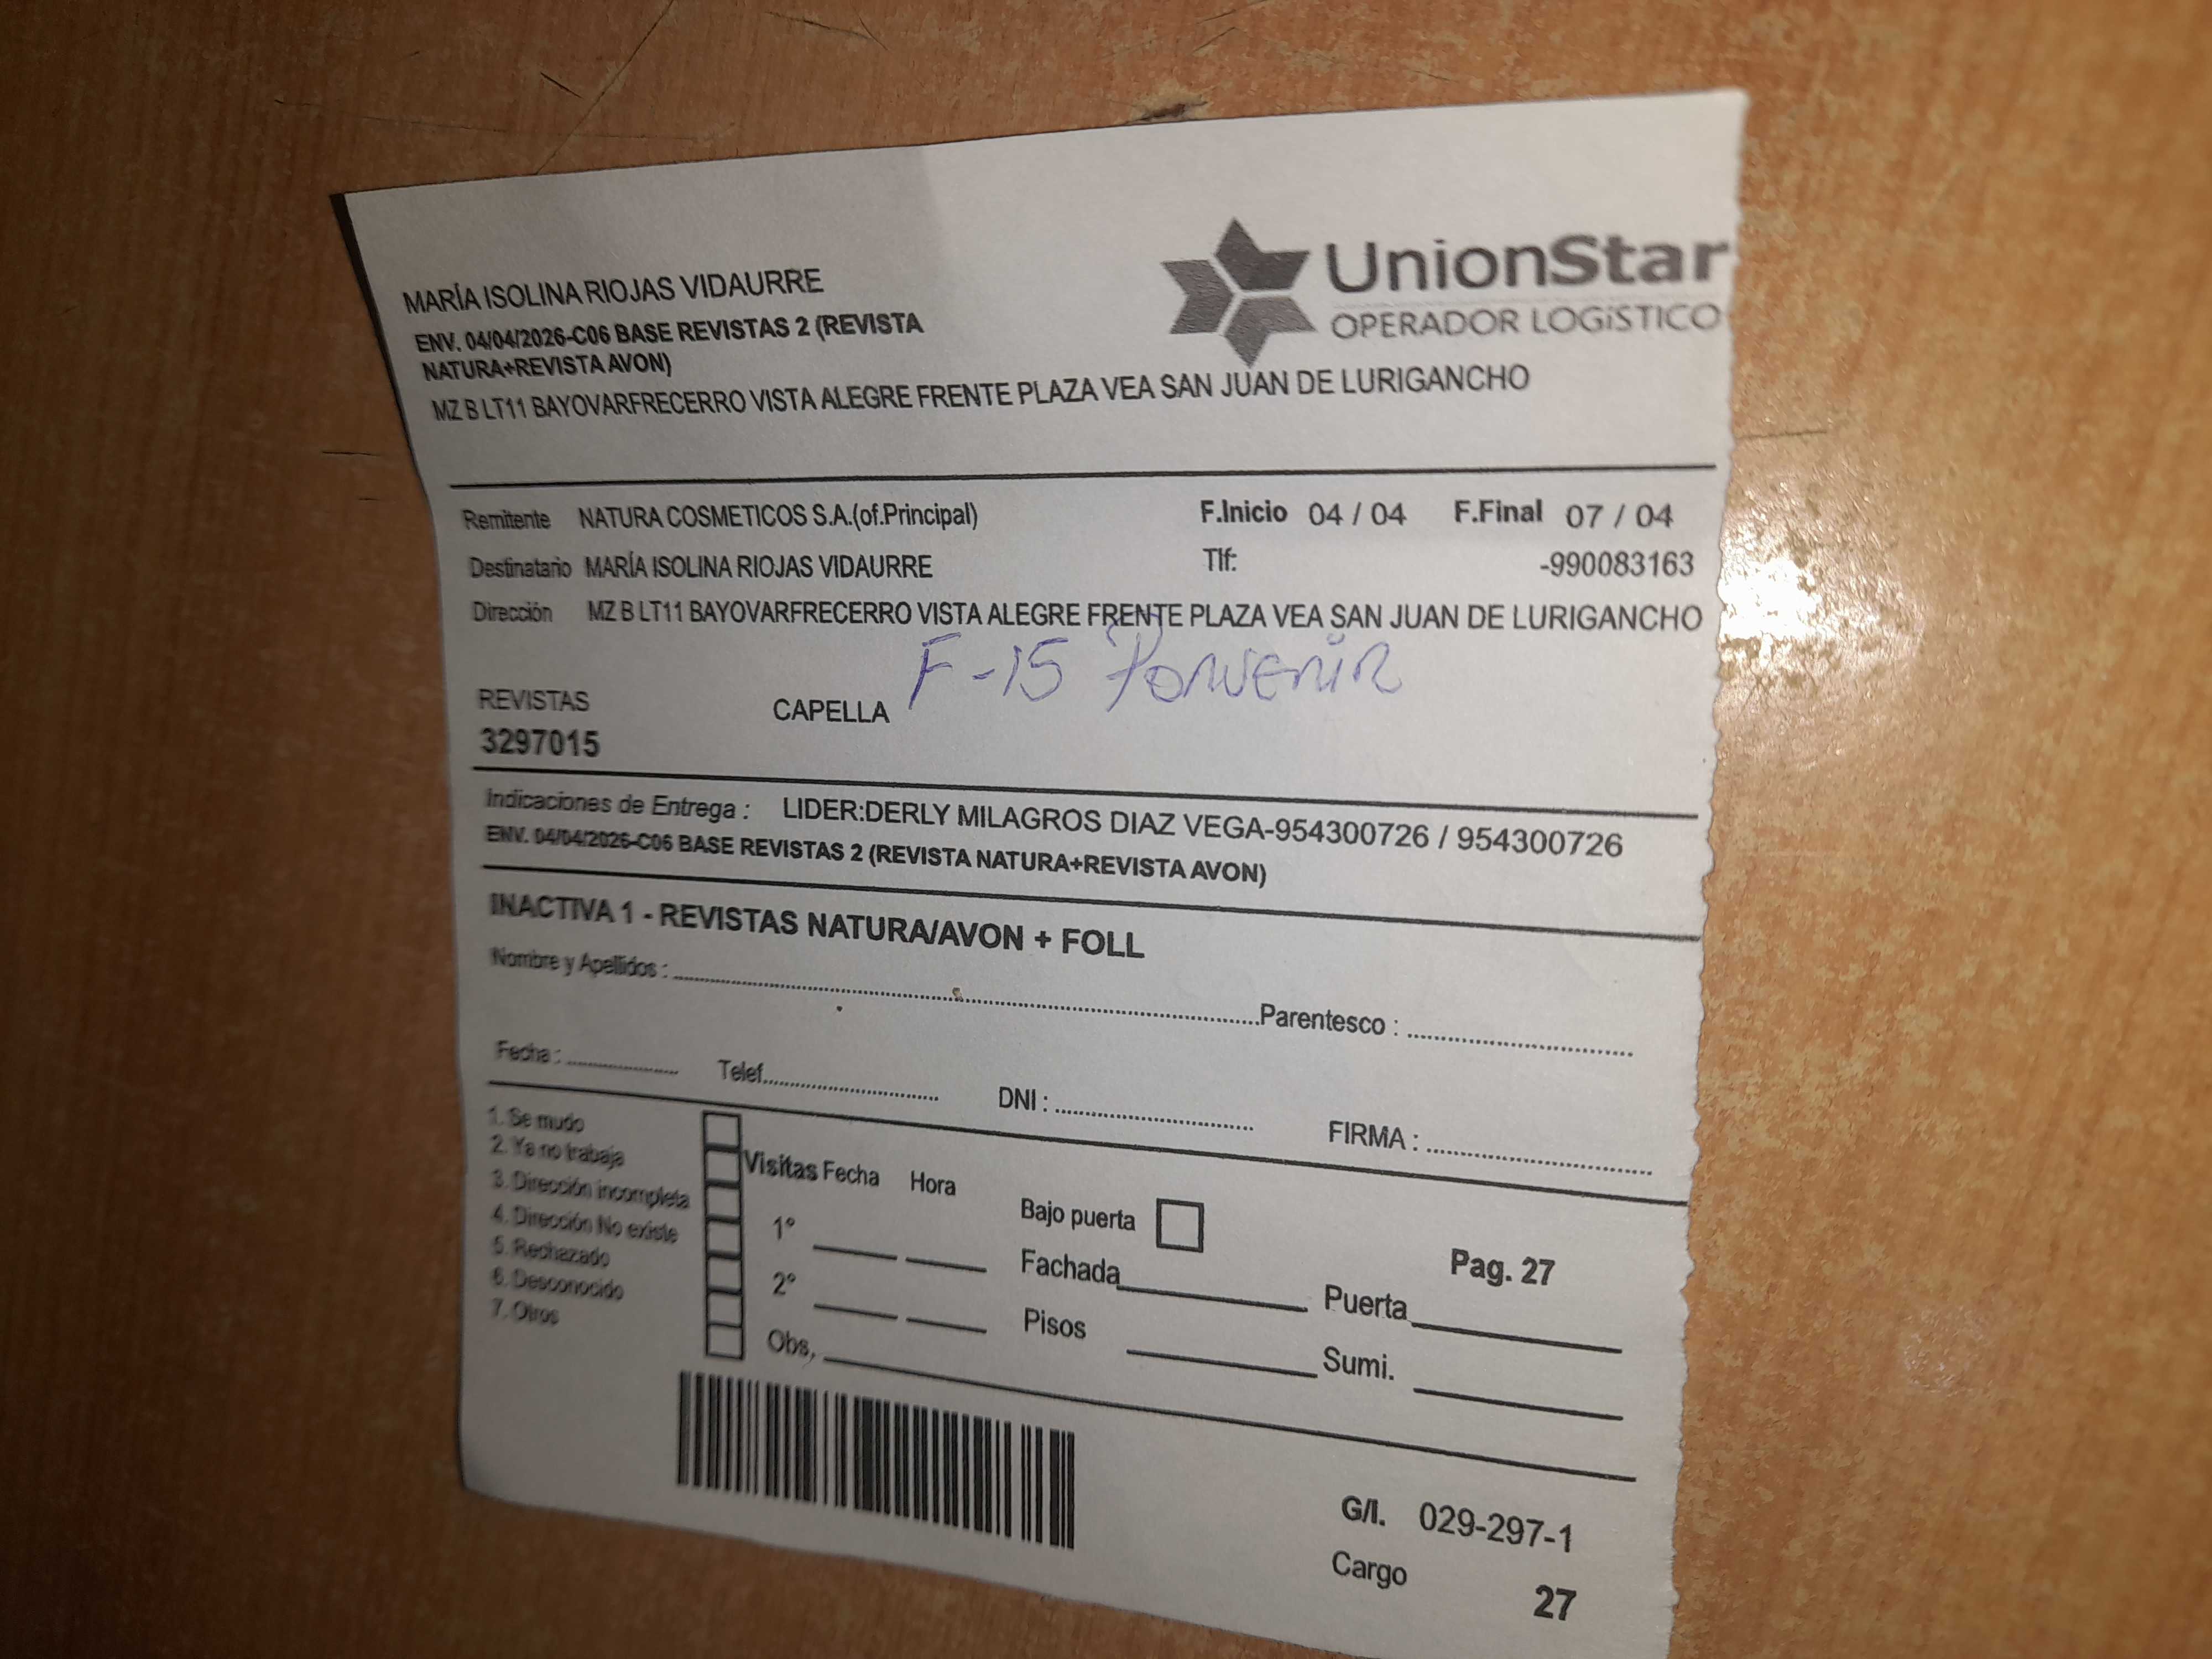 UnionStar
OPERADOR LOGíSTICO
MARÍA ISOLINA RIOJAS VIDAURRE
ENV. 04/04/2026-C06 BASE REVISTAS 2 (REVISTA
NATURA+REVISTA AVON)
MZ B LT11 BAYOVARFRECERRO VISTA ALEGRE FRENTE PLAZA VEA SAN JUAN DE LURIGANCHO
Remitente NATURA COSMETICOS S.A.(of.Principal) F.Inicio 04 / 04 F.Final 07 / 04
Destinatario MARÍA ISOLINA RIOJAS VIDAURRE Tlf: -990083163
Dirección MZ B LT11 BAYOVARFRECERRO VISTA ALEGRE FRENTE PLAZA VEA SAN JUAN DE LURIGANCHO
F-15 Porvenir
REVISTAS CAPELLA
3297015
Indicaciones de Entrega : LIDER:DERLY MILAGROS DIAZ VEGA-954300726 / 954300726
ENV. 04/04/2026-C06 BASE REVISTAS 2 (REVISTA NATURA+REVISTA AVON)
INACTIVA 1 - REVISTAS NATURA/AVON + FOLL
Nombre y Apellidos : Parentesco :
Fecha : Telef. DNI : FIRMA :
1. Se mudo
2. Ya no trabaja
3. Dirección incompleta
4. Dirección No existe
5. Rechazado
6. Desconocido
7. Otros
Visitas Fecha Hora
1°
2°
Obs,
Bajo puerta
Fachada Puerta
Pisos Sumi.
Pag. 27
G/I. 029-297-1
Cargo 27